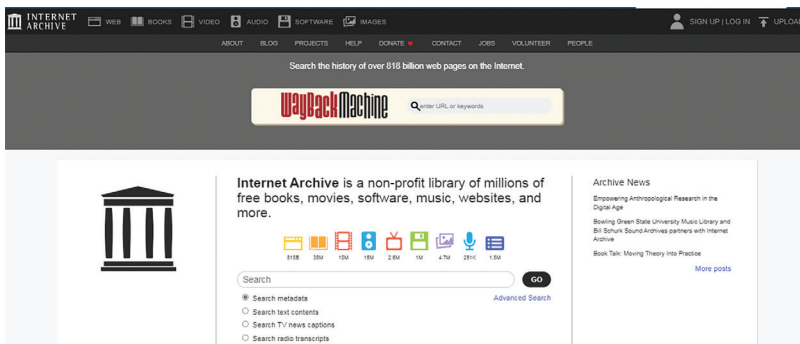 INTERNET ARCHIVE
WEB BOOKS VIDEO AUDIO SOFTWARE IMAGES
SIGN UP | LOG IN UPLOA
ABOUT BLOG PROJECTS HELP DONATE CONTACT JOBS VOLUNTEER PEOPLE
Search the history of over 818 billion web pages on the Internet.
WayBackMachine
enter URL or keywords
Internet Archive is a non-profit library of millions of
free books, movies, software, music, websites, and
more.
818B 38M 10M 15M 2.6M 1M 4.7M 251K 1.5M
Search
GO
Search metadata
Advanced Search
Search text contents
Search TV news captions
Search radio transcripts
Archive News
Empowering Anthropological Research in the
Digital Age
Bowling Green State University Music Library and
Bill Schurk Sound Archives partners with Internet
Archive
Book Talk: Moving Theory Into Practice
More posts